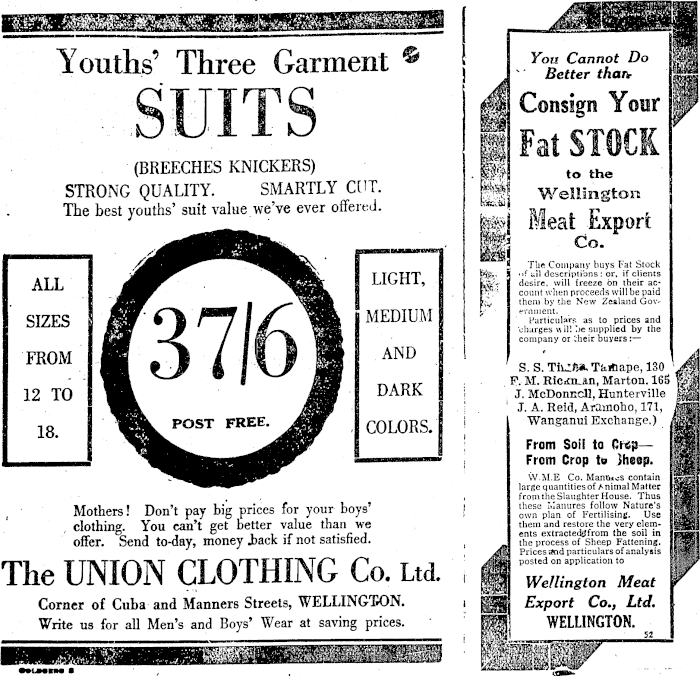 Youths' Three Garment
SUITS
(BREECHES KNICKERS)
STRONG QUALITY. SMARTLY CUT.
The best youths' suit value we've ever offered.
ALL
SIZES
FROM
12 TO
18.
37/6
POST FREE.
LIGHT,
MEDIUM
AND
DARK
COLORS.
Mothers! Don't pay big prices for your boys'
clothing. You can't get better value than we
offer. Send to-day, money back if not satisfied.
The UNION CLOTHING Co. Ltd.
Corner of Cuba and Manners Streets, WELLINGTON.
Write us for all Men's and Boys' Wear at saving prices.
GOLDBERG 5
You Cannot Do
Better than
Consign Your
Fat STOCK
to the
Wellington
Meat Export
Co.
The Company buys Fat Stock
of all descriptions: or, if clients
desire, will freeze on their ac-
count when proceeds will be paid
them by the New Zealand Gov-
ernment.
Particulars as to prices and
charges will be supplied by the
company or their buyers:—
S. S. Taihape, 130
F. M. Rickman, Marton. 165
J. McDonnell, Hunterville
J. A. Reid, Aramoho, 171,
Wanganui Exchange.)
From Soil to Crop—
From Crop to Sheep.
W.M.E Co. Manures contain
large quantities of Animal Matter
from the Slaughter House. Thus
these Manures follow Nature's
own plan of Fertilising. Use
them and restore the very elem-
ents extracted from the soil in
the process of Sheep Fattening.
Prices and particulars of analysis
posted on application to
Wellington Meat
Export Co., Ltd.
WELLINGTON.
52